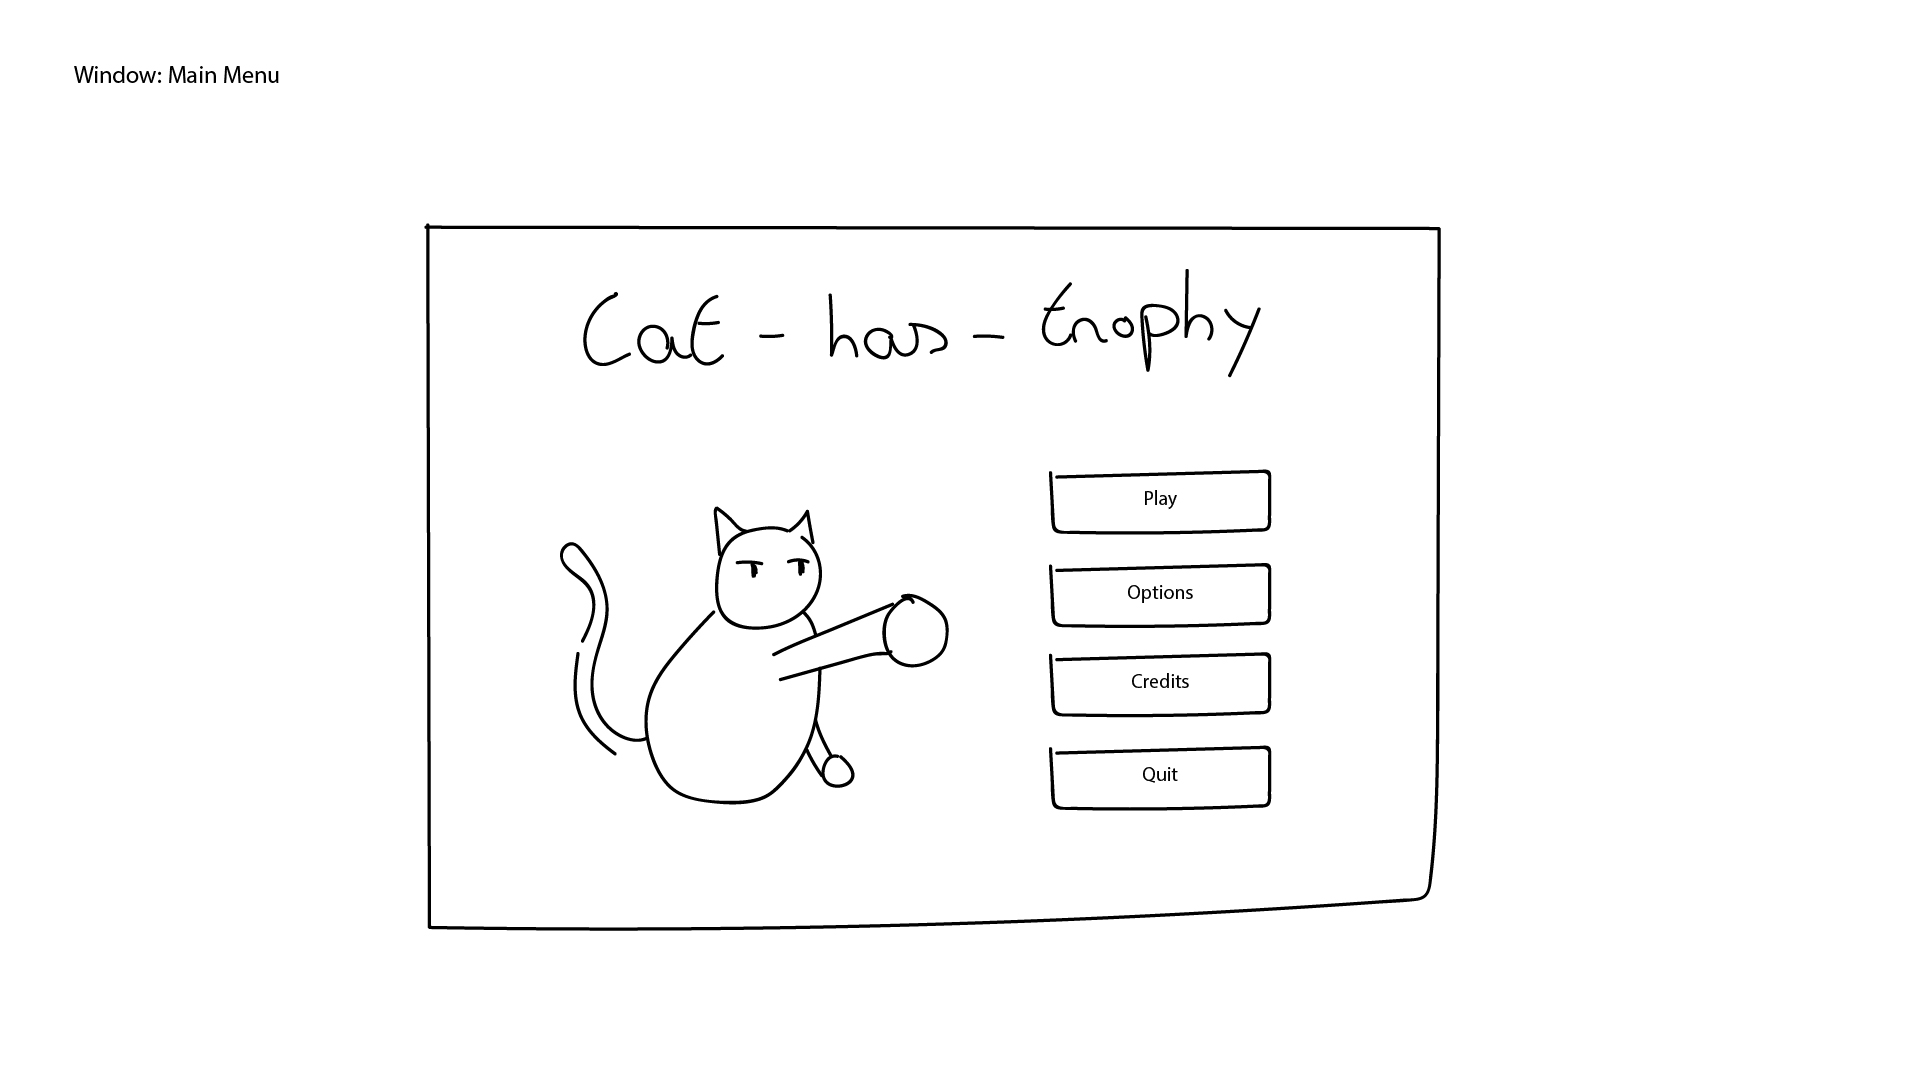 Window: Main Menu
Cat - has - trophy
Play
Options
Credits
Quit